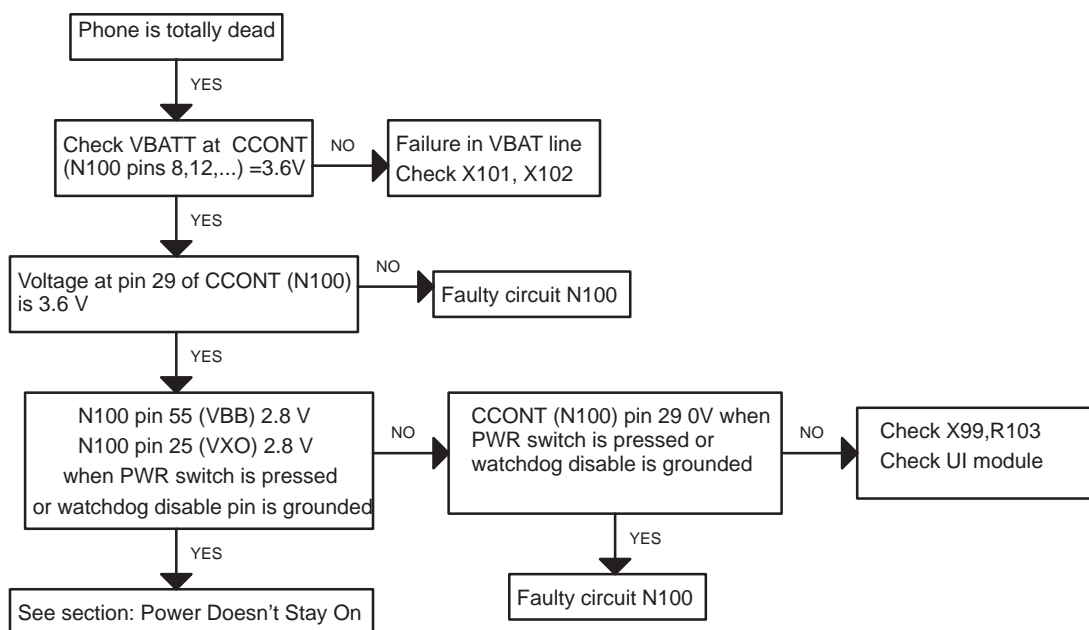 Phone is totally dead
YES
Check VBATT at CCONT
(N100 pins 8,12,...) =3.6V
NO
Failure in VBAT line
Check X101, X102
YES
Voltage at pin 29 of CCONT (N100)
is 3.6 V
NO
Faulty circuit N100
YES
N100 pin 55 (VBB) 2.8 V
N100 pin 25 (VXO) 2.8 V
when PWR switch is pressed
or watchdog disable pin is grounded
NO
CCONT (N100) pin 29 0V when
PWR switch is pressed or
watchdog disable is grounded
NO
Check X99,R103
Check UI module
YES
See section: Power Doesn't Stay On
YES
Faulty circuit N100